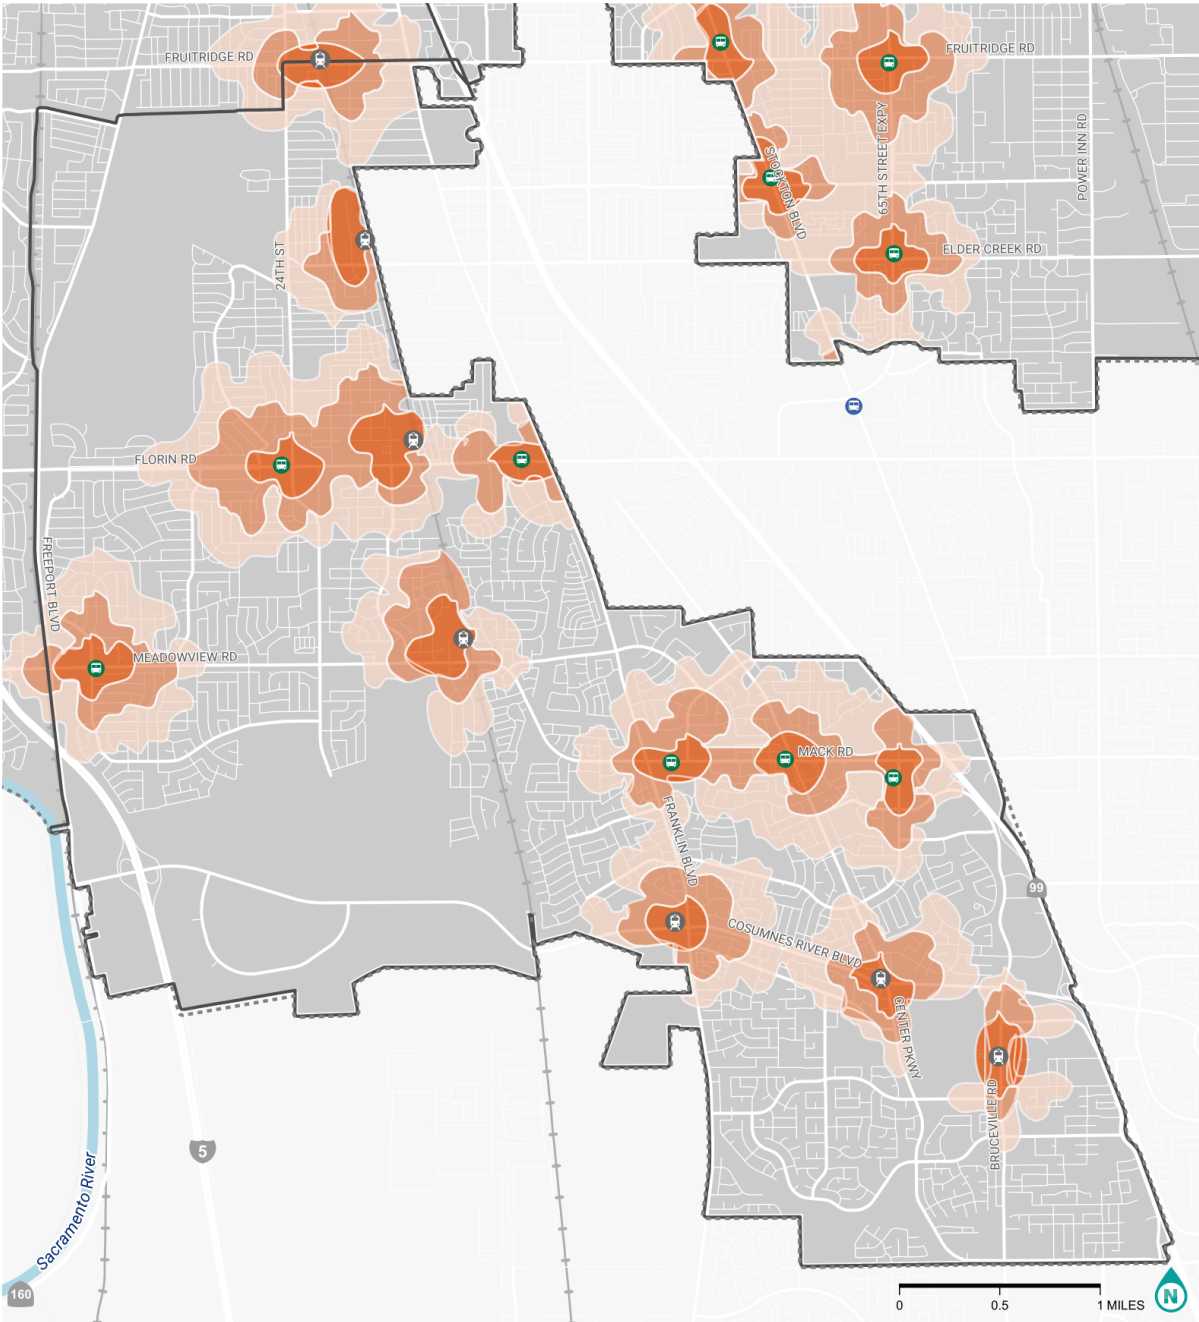 FRUITRIDGE RD
FRUITRIDGE RD
65TH STREET EXPY
POWER INN RD
STOCKTON BLVD
24TH ST
ELDER CREEK RD
FLORIN RD
FREEPORT BLVD
MEADOWVIEW RD
MACK RD
FRANKLIN BLVD
99
COSUMNES RIVER BLVD
CENTER PKWY
BRUCEVILLE RD
5
Sacramento River
160
0 0.5 1 MILES
N